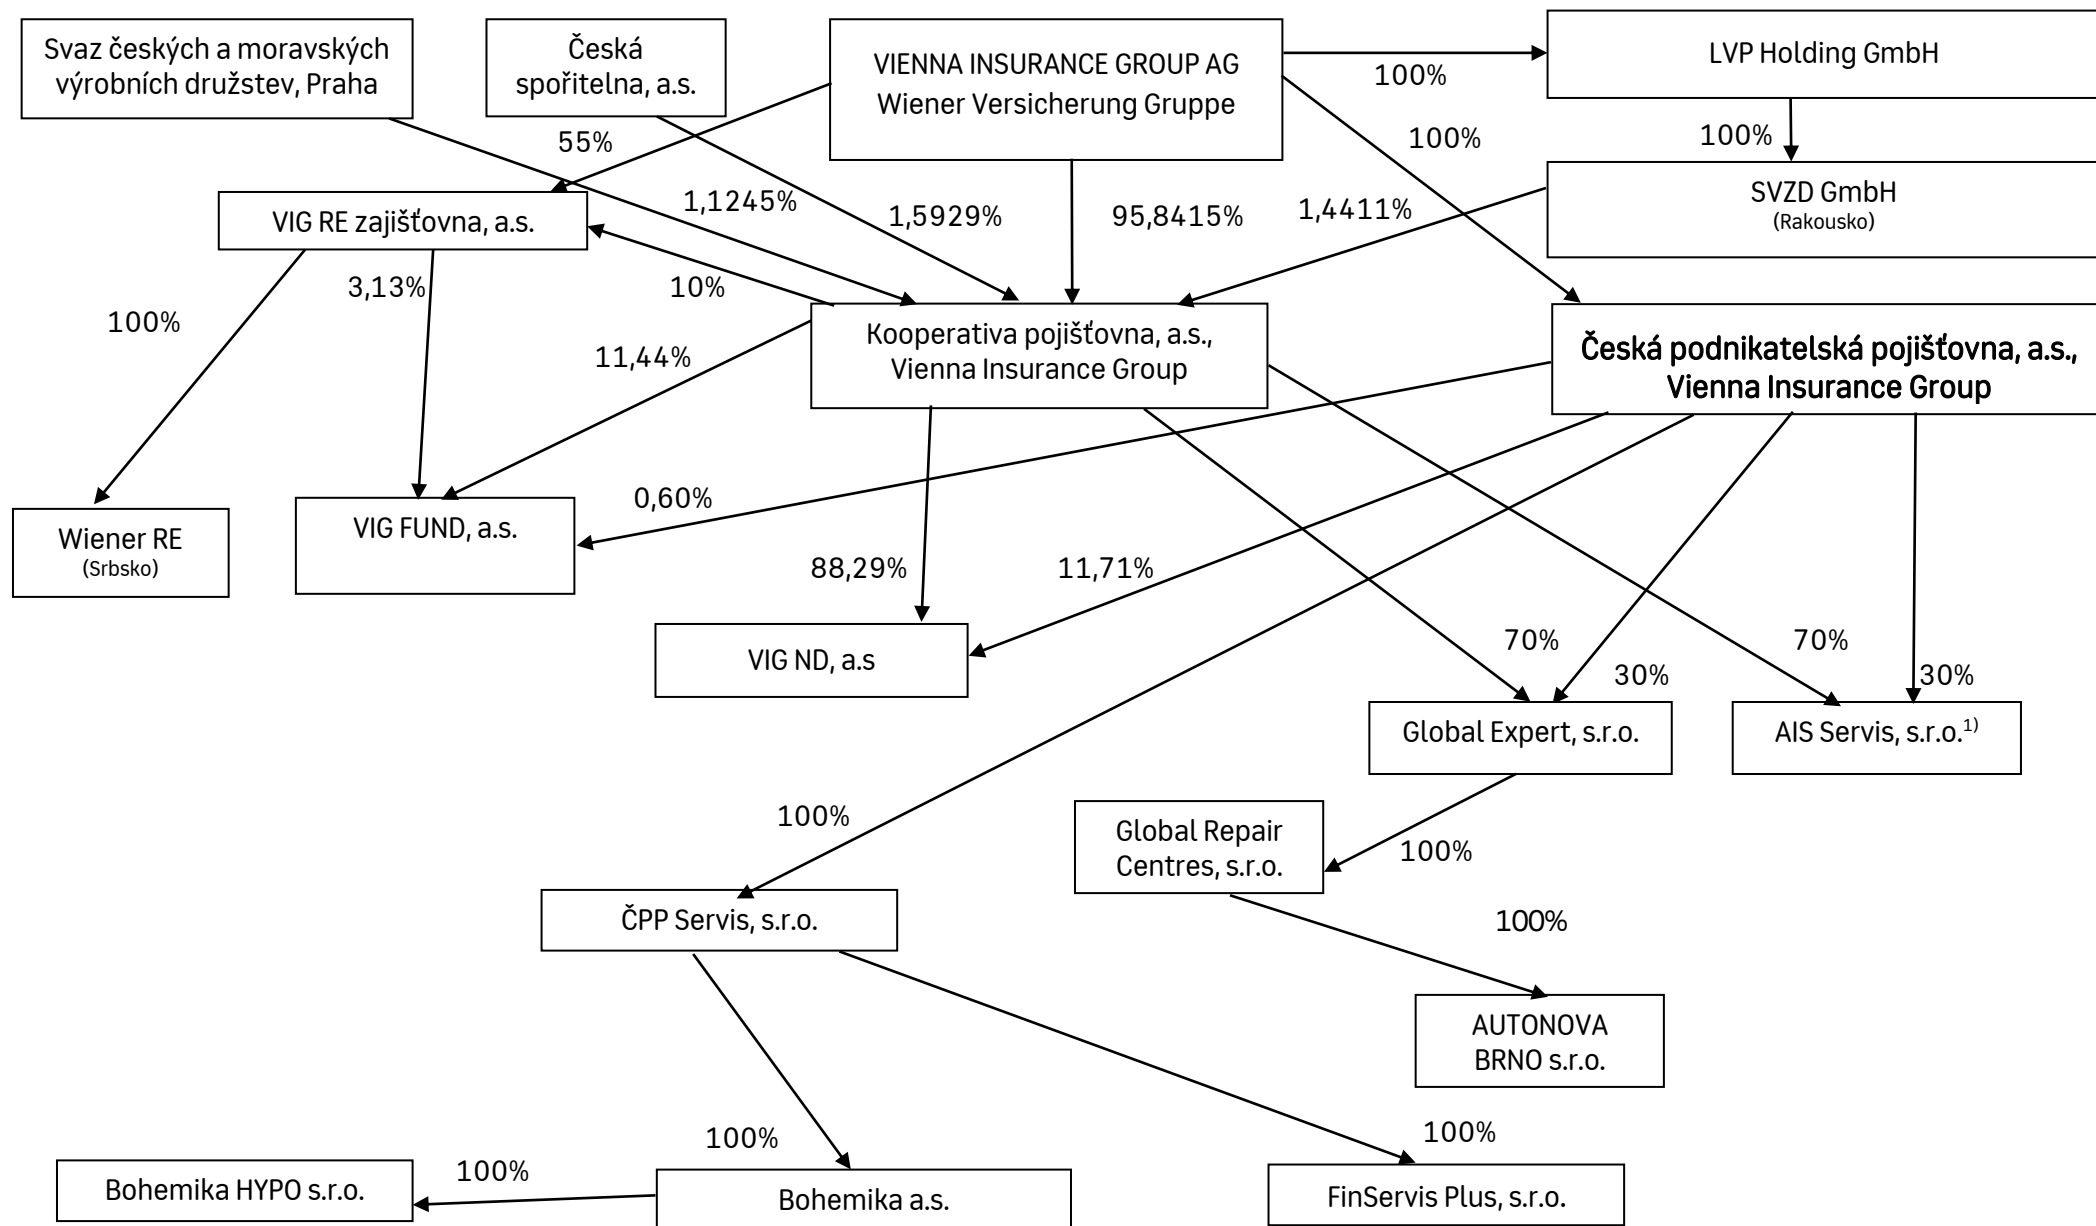 Svaz českých a moravských
výrobních družstev, Praha
Česká
spořitelna, a.s.
VIENNA INSURANCE GROUP AG
Wiener Versicherung Gruppe
100%
LVP Holding GmbH
55%
100%
100%
VIG RE zajišťovna, a.s.
1,1245%
1,5929%
95,8415%
1,4411%
SVZD GmbH
(Rakousko)
100%
3,13%
10%
11,44%
Kooperativa pojišťovna, a.s.,
Vienna Insurance Group
Česká podnikatelská pojišťovna, a.s.,
Vienna Insurance Group
0,60%
Wiener RE
(Srbsko)
VIG FUND, a.s.
88,29%
11,71%
VIG ND, a.s
70%
30%
70%
30%
Global Expert, s.r.o.
AIS Servis, s.r.o.1)
100%
Global Repair
Centres, s.r.o.
100%
ČPP Servis, s.r.o.
100%
AUTONOVA
BRNO s.r.o.
100%
100%
Bohemika HYPO s.r.o.
100%
Bohemika a.s.
FinServis Plus, s.r.o.